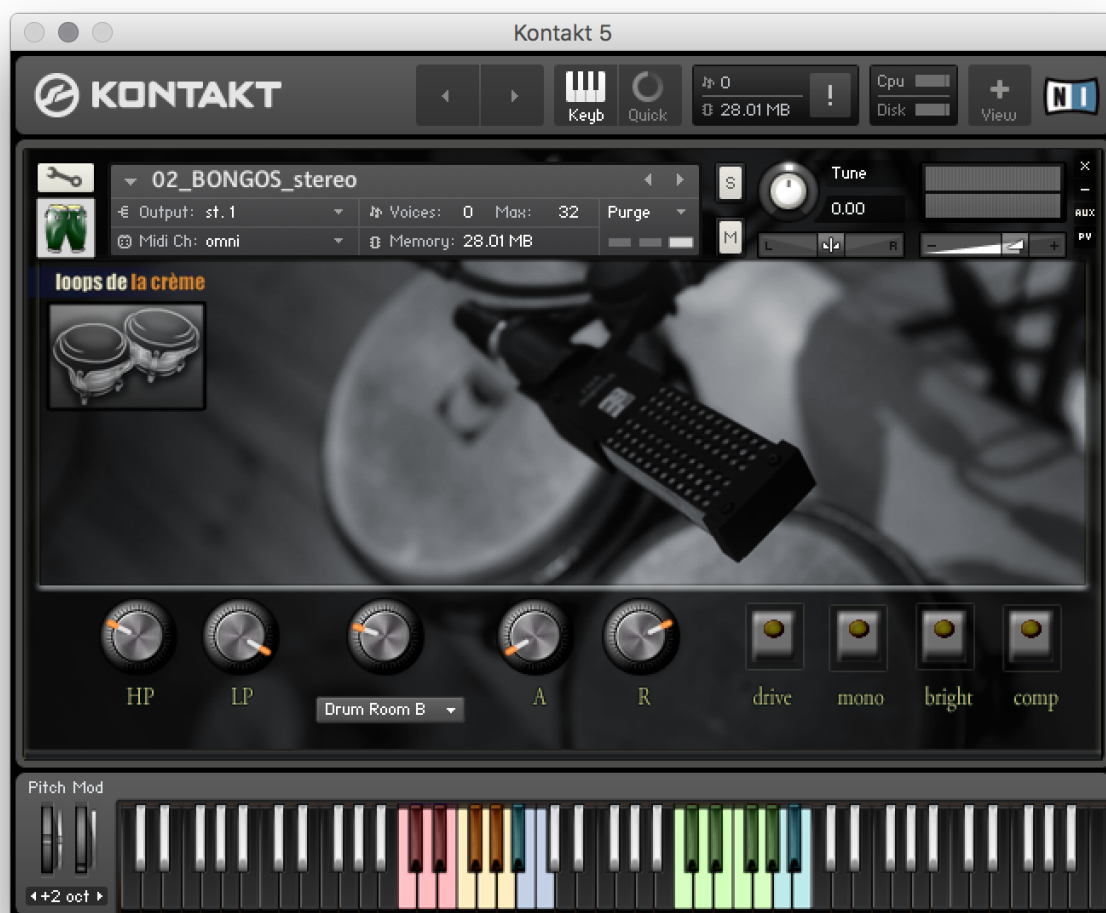 Kontakt 5
KONTAKT
Keyb
Quick
0
28.01 MB
!
Cpu
Disk
View
NI
02_BONGOS_stereo
Output: st.1
Voices: 0 Max: 32
Purge
Midi Ch: omni
Memory: 28.01 MB
S
M
Tune
0.00
L
R
AUX
PV
loops de la crème
HP
LP
Drum Room B
A
R
drive
mono
bright
comp
Pitch Mod
+2 oct